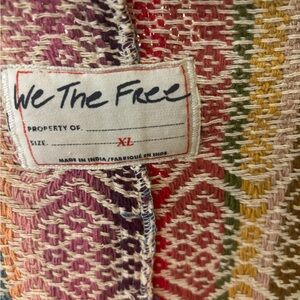 We The Free
PROPERTY OF.
SIZE. XL
MADE IN INDIA/FABRIQUÉ EN INDE